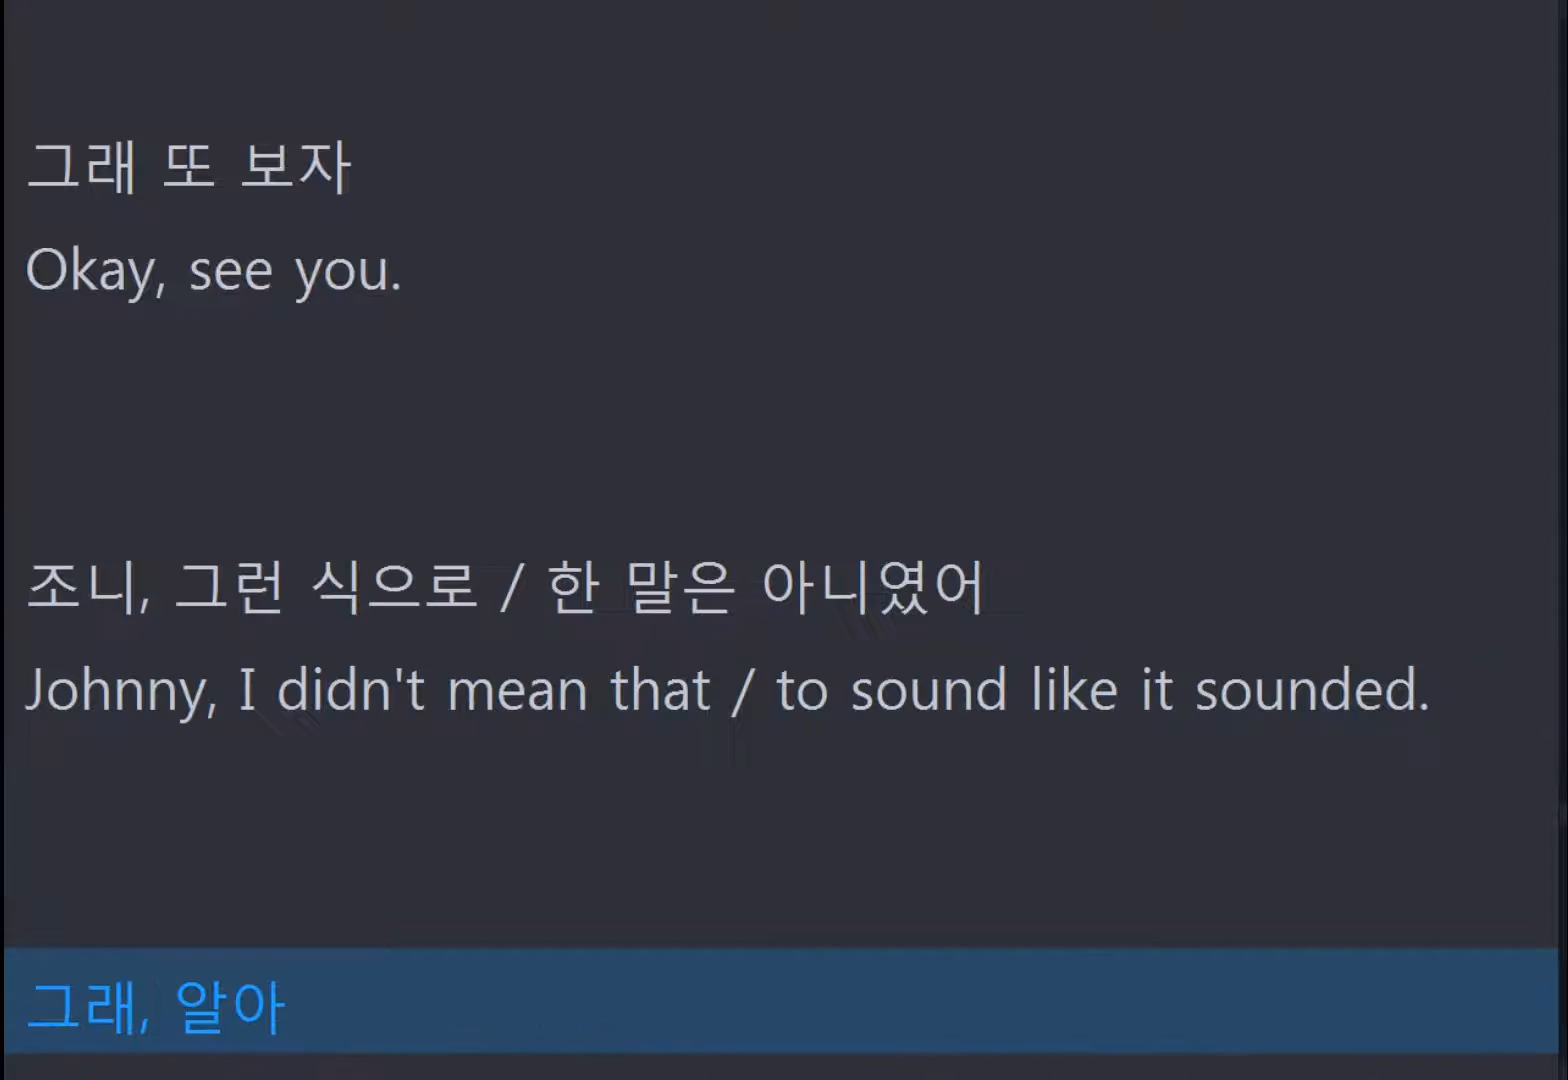 그래 또 보자
Okay, see you.
조니, 그런 식으로 / 한 말은 아니였어
Johnny, I didn't mean that / to sound like it sounded.
그래, 알아